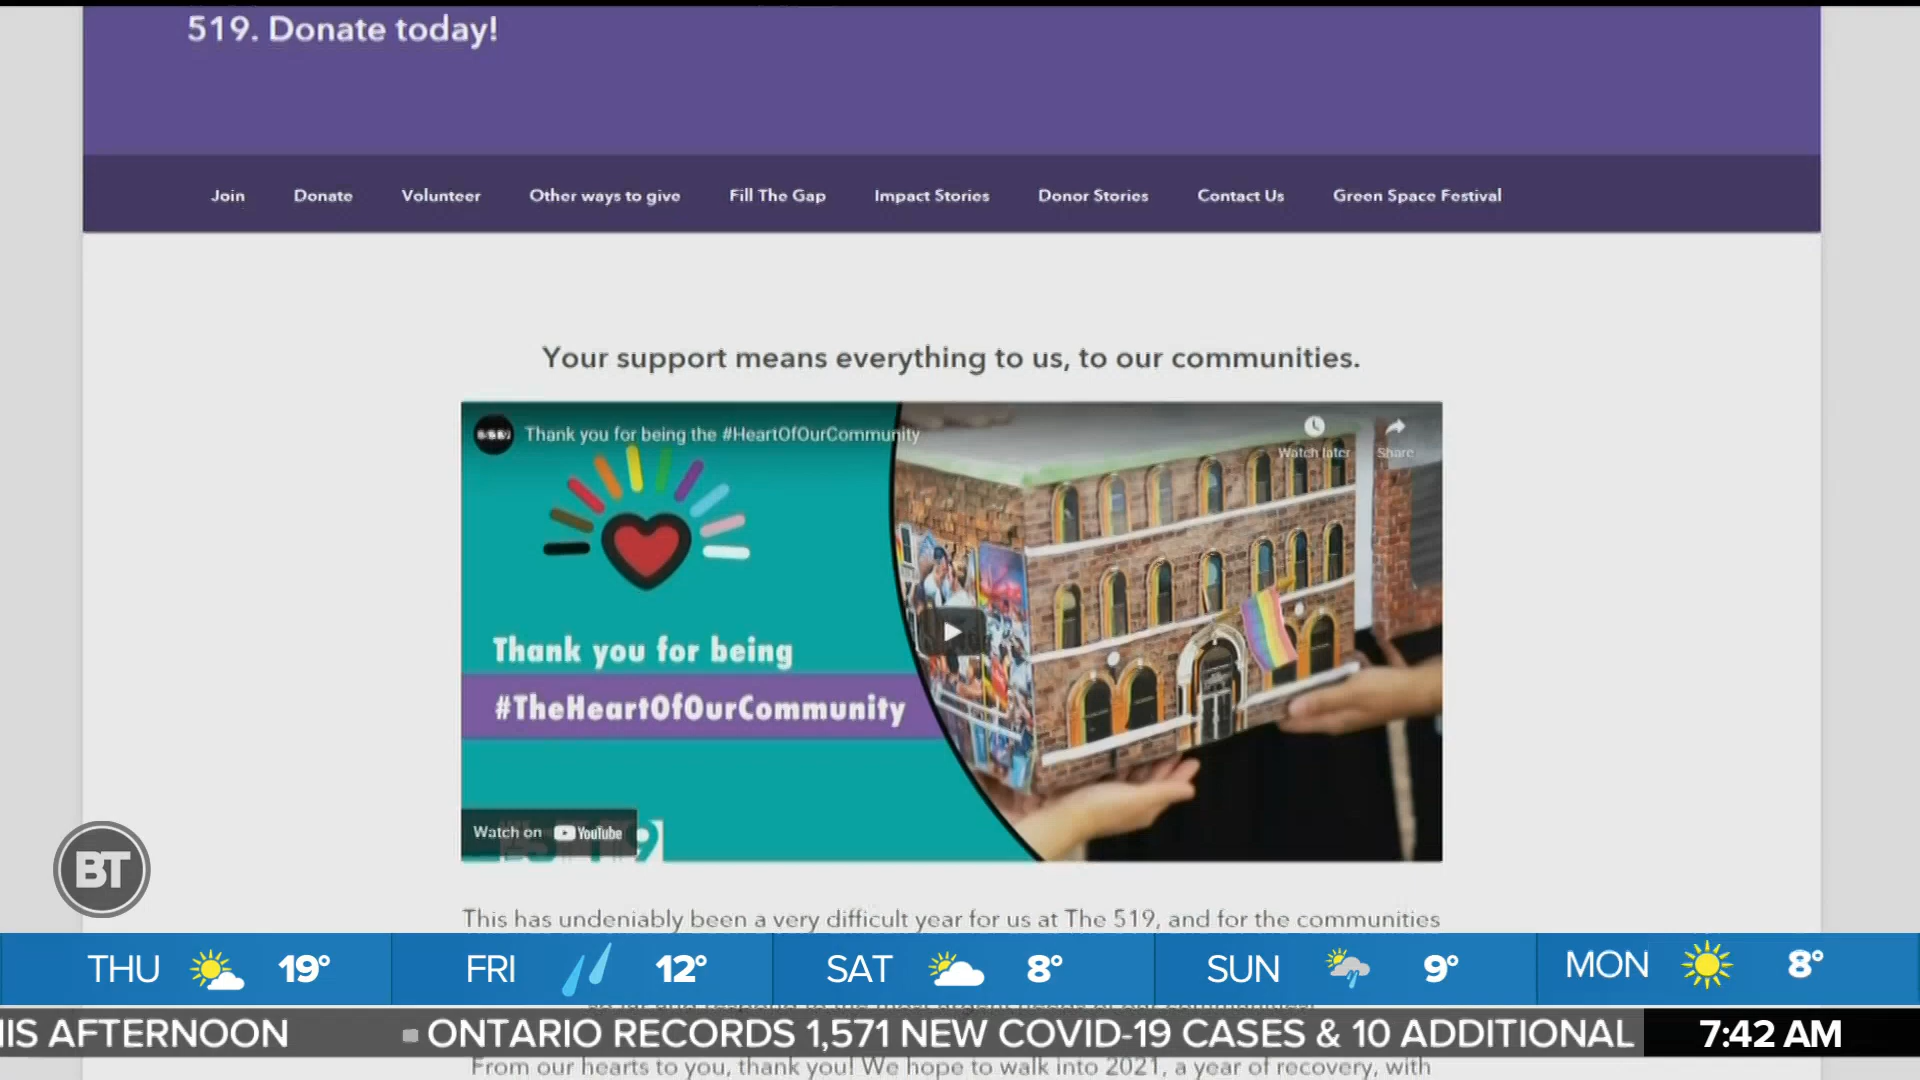 519. Donate today!
Join Donate Volunteer Other ways to give Fill The Gap Impact Stories Donor Stories Contact Us Green Space Festival
Your support means everything to us, to our communities.
Thank you for being the #HeartOfOurCommunity
Watch later Share
Thank you for being
#TheHeartOfOurCommunity
Watch on YouTube
BT
This has undeniably been a very difficult year for us at The 519, and for the communities
THU 19° FRI 12° SAT 8° SUN 9° MON 8°
IS AFTERNOON ONTARIO RECORDS 1,571 NEW COVID-19 CASES & 10 ADDITIONAL 7:42 AM
From our hearts to you, thank you! We hope to walk into 2021, a year of recovery, with